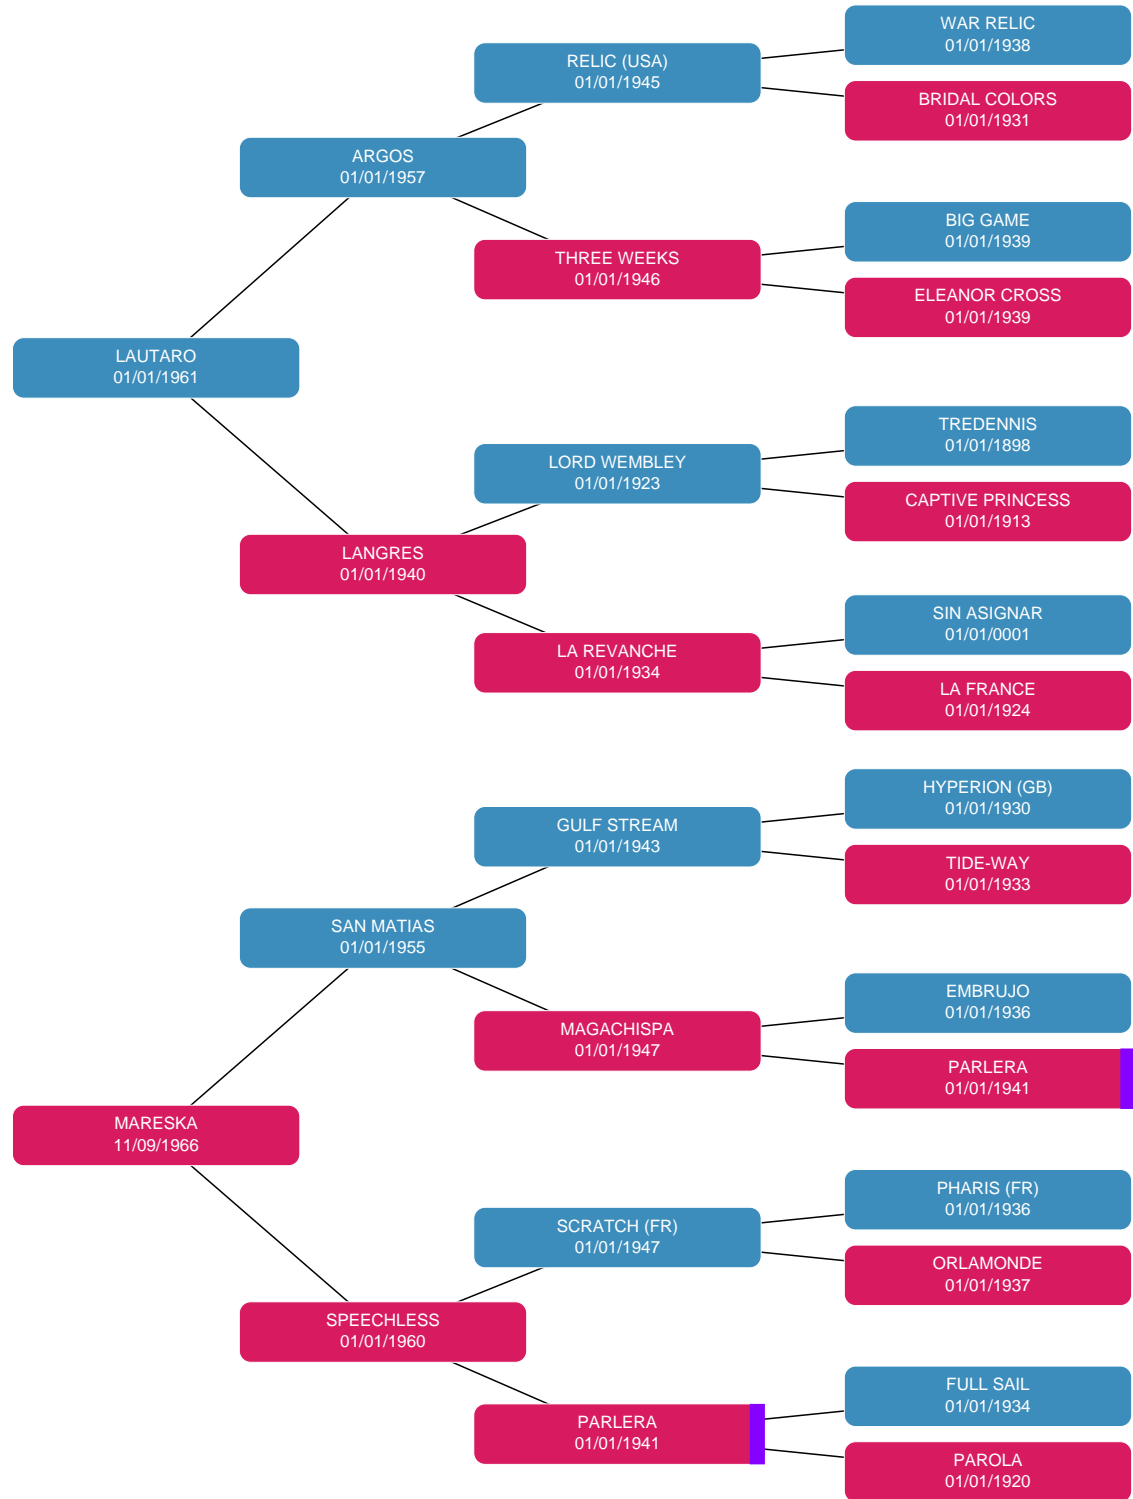 WAR RELIC
01/01/1938
RELIC (USA)
01/01/1945
BRIDAL COLORS
01/01/1931
ARGOS
01/01/1957
BIG GAME
01/01/1939
THREE WEEKS
01/01/1946
ELEANOR CROSS
01/01/1939
LAUTARO
01/01/1961
TREDENNIS
01/01/1898
LORD WEMBLEY
01/01/1923
CAPTIVE PRINCESS
01/01/1913
LANGRES
01/01/1940
SIN ASIGNAR
01/01/0001
LA REVANCHE
01/01/1934
LA FRANCE
01/01/1924
HYPERION (GB)
01/01/1930
GULF STREAM
01/01/1943
TIDE-WAY
01/01/1933
SAN MATIAS
01/01/1955
EMBRUJO
01/01/1936
MAGACHISPA
01/01/1947
PARLERA
01/01/1941
MARESKA
11/09/1966
PHARIS (FR)
01/01/1936
SCRATCH (FR)
01/01/1947
ORLAMONDE
01/01/1937
SPEECHLESS
01/01/1960
FULL SAIL
01/01/1934
PARLERA
01/01/1941
PAROLA
01/01/1920